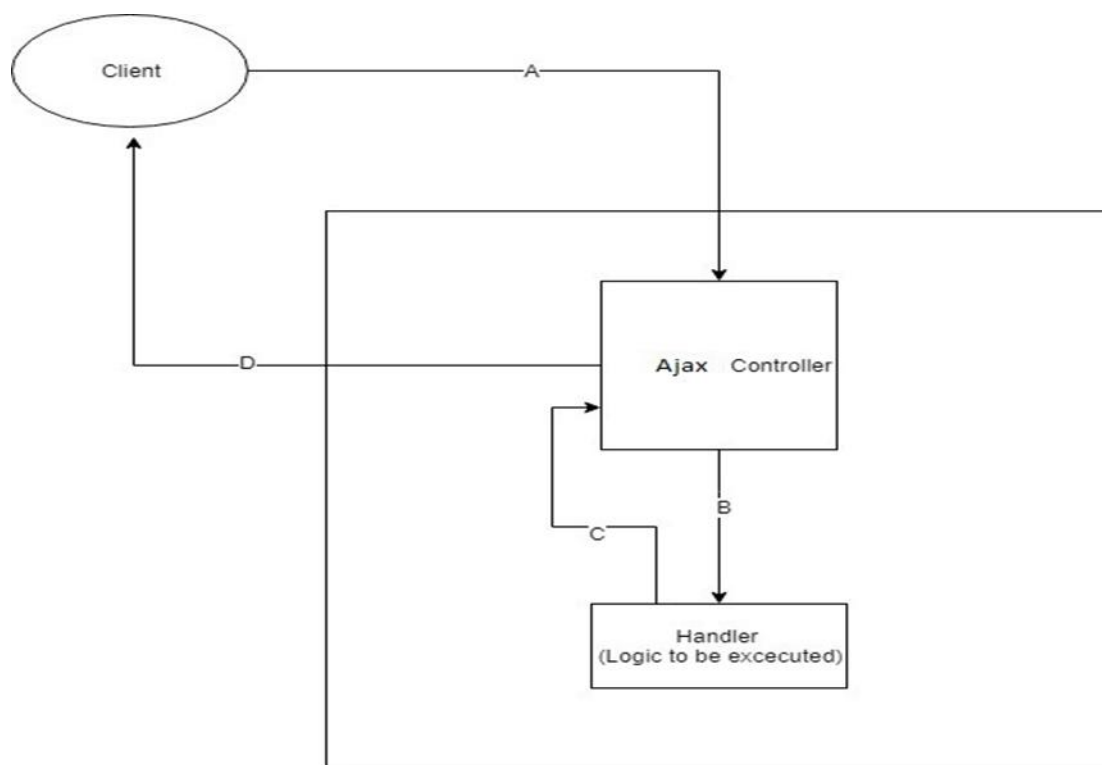 Client
A
D
Ajax Controller
B
C
Handler
(Logic to be excecuted)